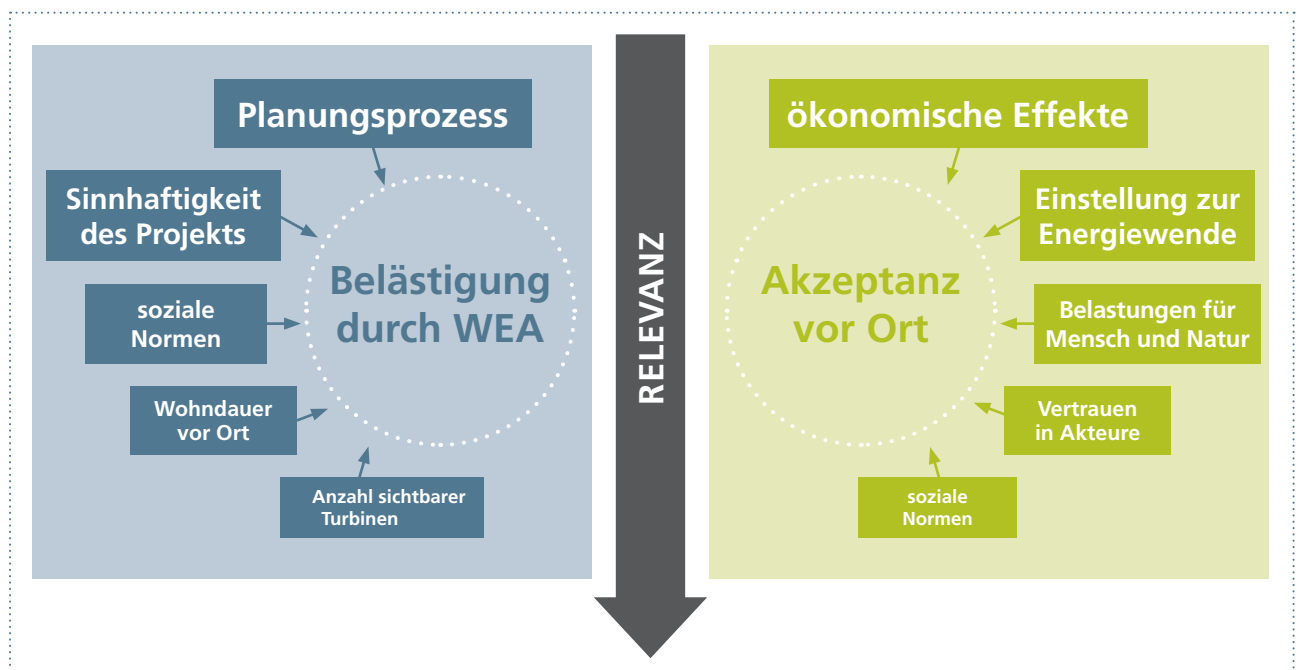 Planungsprozess
Sinnhaftigkeit
des Projekts
soziale
Normen
Wohndauer
vor Ort
Anzahl sichtbarer
Turbinen
Belästigung
durch WEA
RELEVANZ
ökonomische Effekte
Einstellung zur
Energiewende
Belastungen für
Mensch und Natur
Vertrauen
in Akteure
soziale
Normen
Akzeptanz
vor Ort